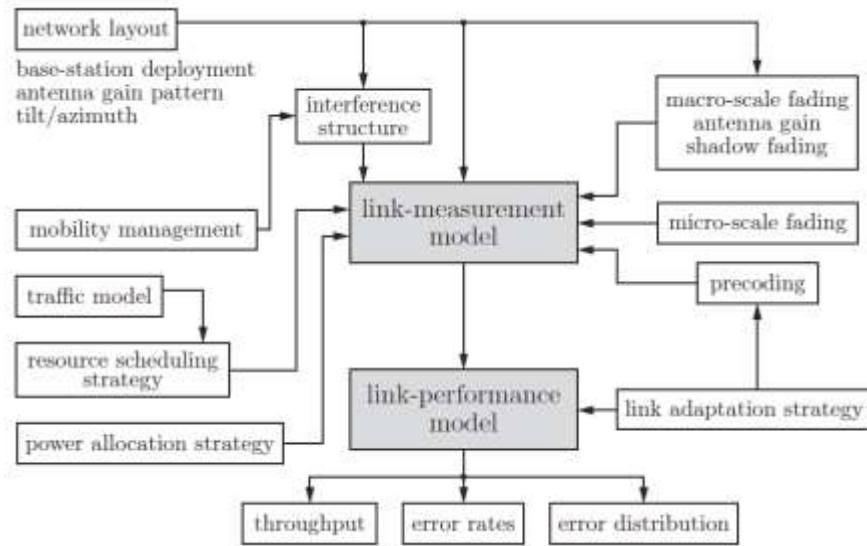 network layout
base-station deployment
antenna gain pattern
tilt/azimuth
interference
structure
macro-scale fading
antenna gain
shadow fading
mobility management
link-measurement
model
micro-scale fading
traffic model
precoding
resource scheduling
strategy
link-performance
model
link adaptation strategy
power allocation strategy
throughput
error rates
error distribution